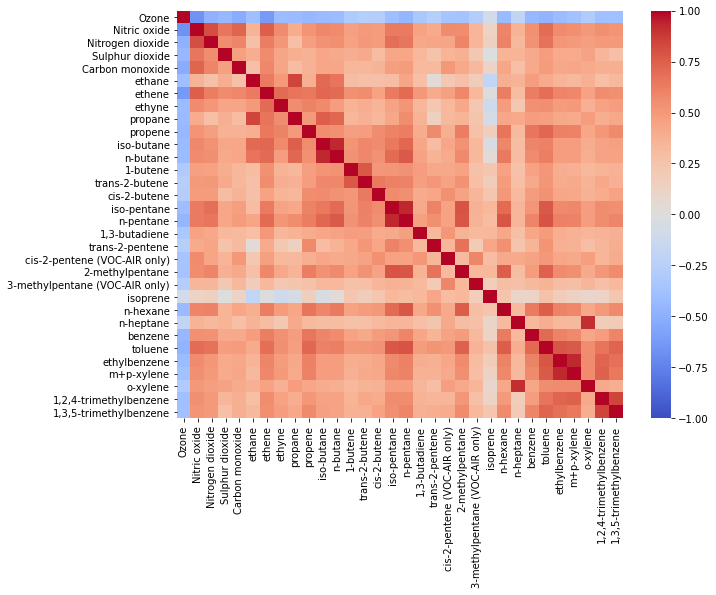 Ozone
Nitric oxide
Nitrogen dioxide
Sulphur dioxide
Carbon monoxide
ethane
ethene
ethyne
propane
propene
iso-butane
n-butane
1-butene
trans-2-butene
cis-2-butene
iso-pentane
n-pentane
1,3-butadiene
trans-2-pentene
cis-2-pentene (VOC-AIR only)
2-methylpentane
3-methylpentane (VOC-AIR only)
isoprene
n-hexane
n-heptane
benzene
toluene
ethylbenzene
m+p-xylene
o-xylene
1,2,4-trimethylbenzene
1,3,5-trimethylbenzene
Ozone
Nitric oxide
Nitrogen dioxide
Sulphur dioxide
Carbon monoxide
ethane
ethene
ethyne
propane
propene
iso-butane
n-butane
1-butene
trans-2-butene
cis-2-butene
iso-pentane
n-pentane
1,3-butadiene
trans-2-pentene
cis-2-pentene (VOC-AIR only)
2-methylpentane
3-methylpentane (VOC-AIR only)
isoprene
n-hexane
n-heptane
benzene
toluene
ethylbenzene
m+p-xylene
o-xylene
1,2,4-trimethylbenzene
1,3,5-trimethylbenzene
1.00
0.75
0.50
0.25
0.00
−0.25
−0.50
−0.75
−1.00